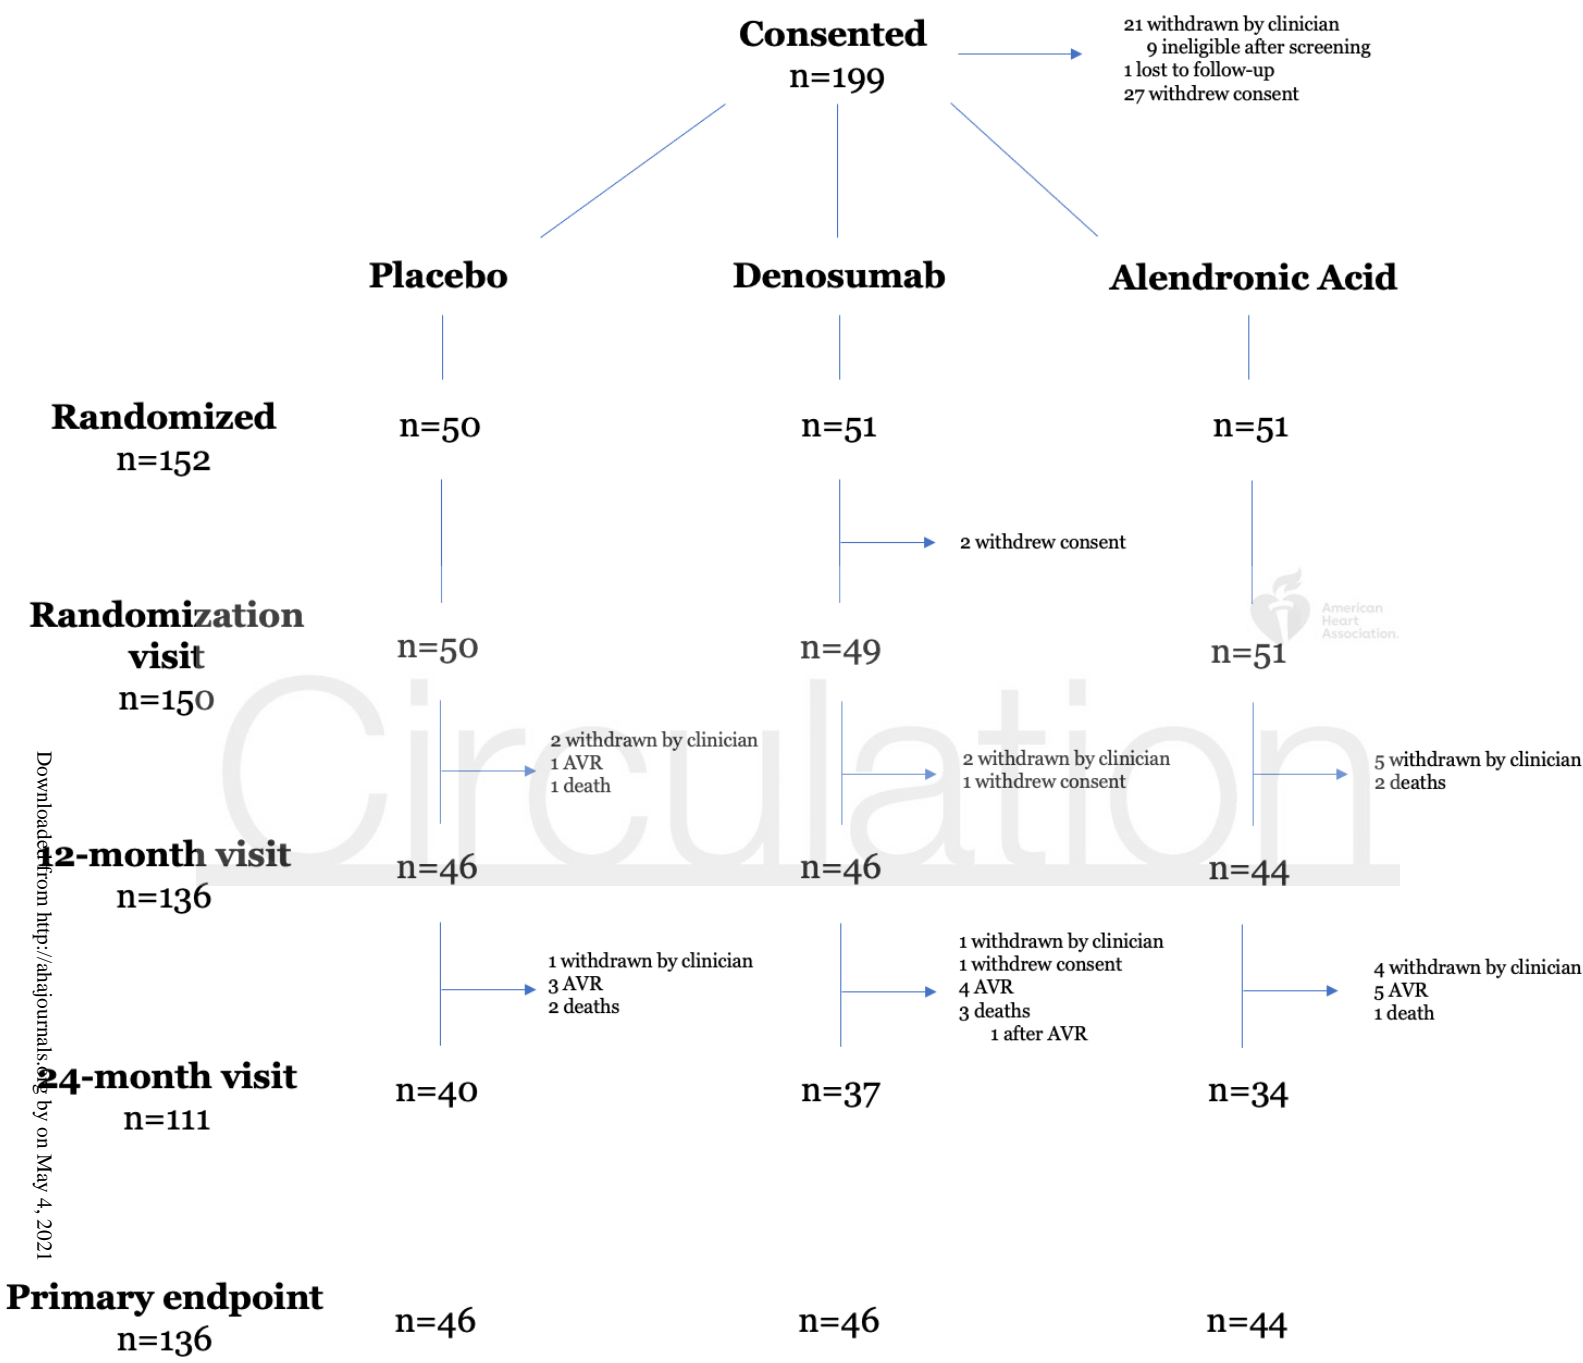 Consented
n=199
21 withdrawn by clinician
9 ineligible after screening
1 lost to follow-up
27 withdrew consent
Placebo
Denosumab
Alendronic Acid
Randomized
n=152
n=50
n=51
n=51
2 withdrew consent
Randomization
visit
n=150
n=50
n=49
n=51
American
Heart
Association.
Circulation
2 withdrawn by clinician
1 AVR
1 death
2 withdrawn by clinician
1 withdrew consent
5 withdrawn by clinician
2 deaths
12-month visit
n=136
n=46
n=46
n=44
1 withdrawn by clinician
3 AVR
2 deaths
1 withdrawn by clinician
1 withdrew consent
4 AVR
3 deaths
1 after AVR
4 withdrawn by clinician
5 AVR
1 death
24-month visit
n=111
n=40
n=37
n=34
Primary endpoint
n=136
n=46
n=46
n=44
Downloaded from http://ahajournals.org by on May 4, 2021